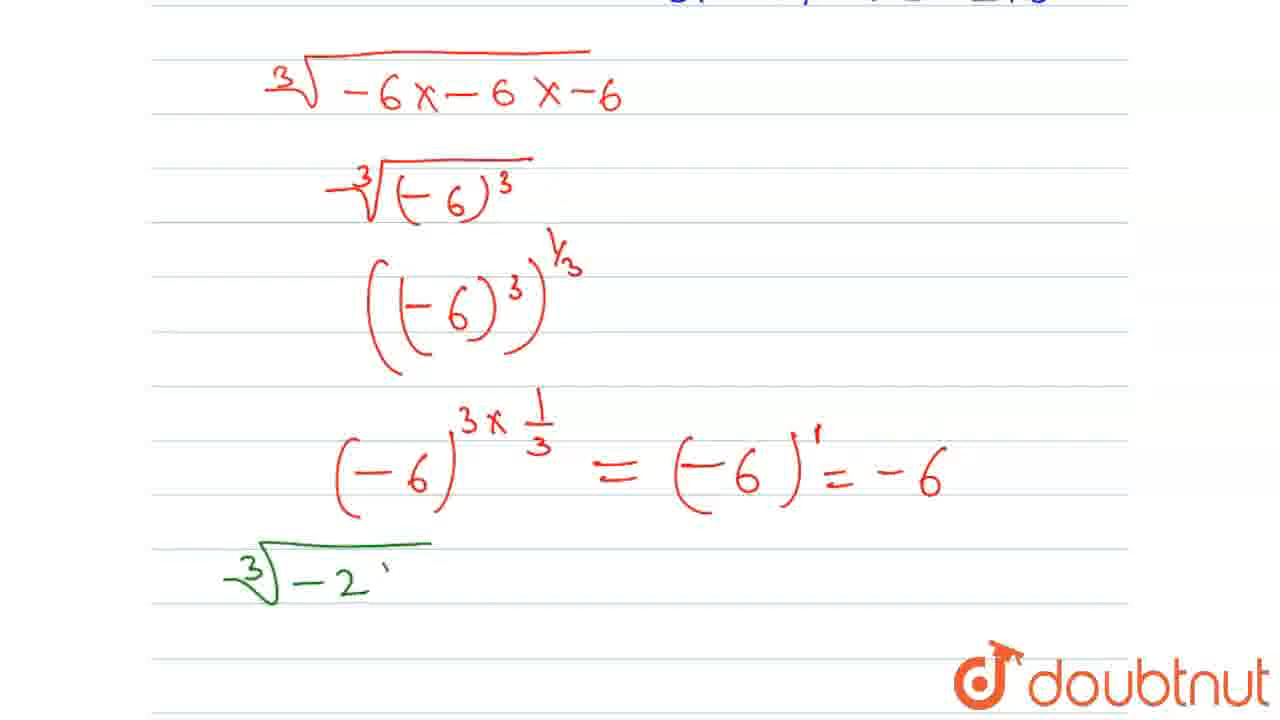 ∛(-6 x -6 x -6)
∛((-6)³)
((-6)³)^(1/3)
(-6)^(3 x 1/3) = (-6)¹ = -6
∛(-2
doubtnut